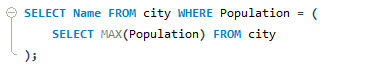 SELECT Name FROM city WHERE Population = (
    SELECT MAX(Population) FROM city
);